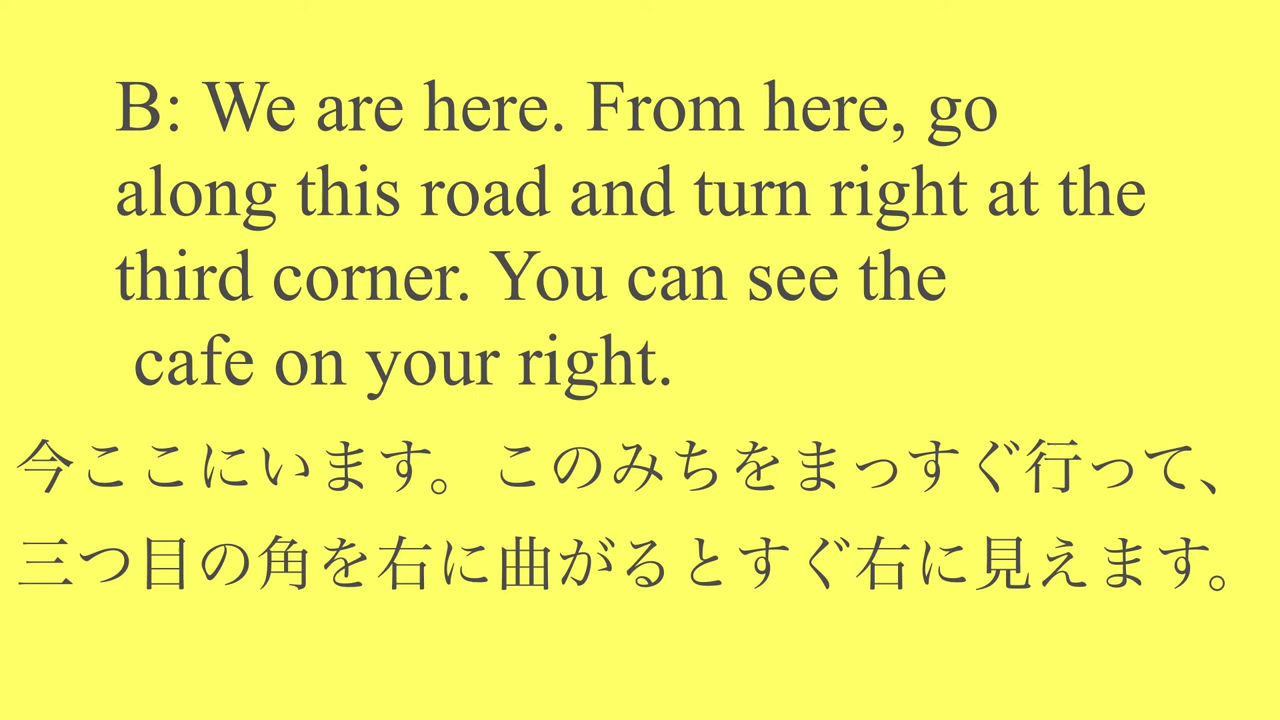 B: We are here. From here, go
along this road and turn right at the
third corner. You can see the
cafe on your right.
今ここにいます。このみちをまっすぐ行って、
三つ目の角を右に曲がるとすぐ右に見えます。